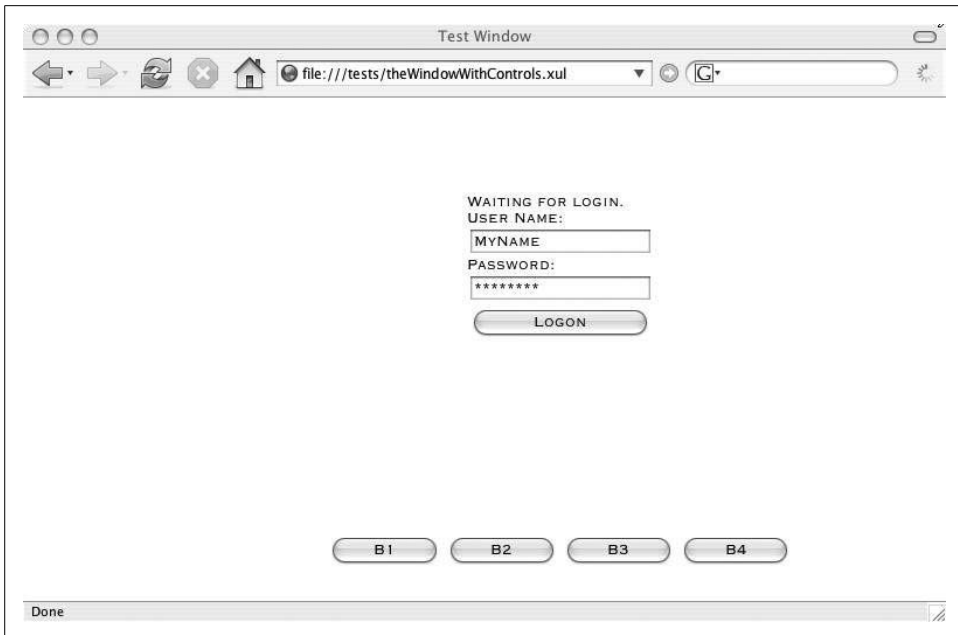 Test Window
file:///tests/theWindowWithControls.xul
G
Waiting for login.
User Name:
MyName
Password:
********
Logon
B1 B2 B3 B4
Done